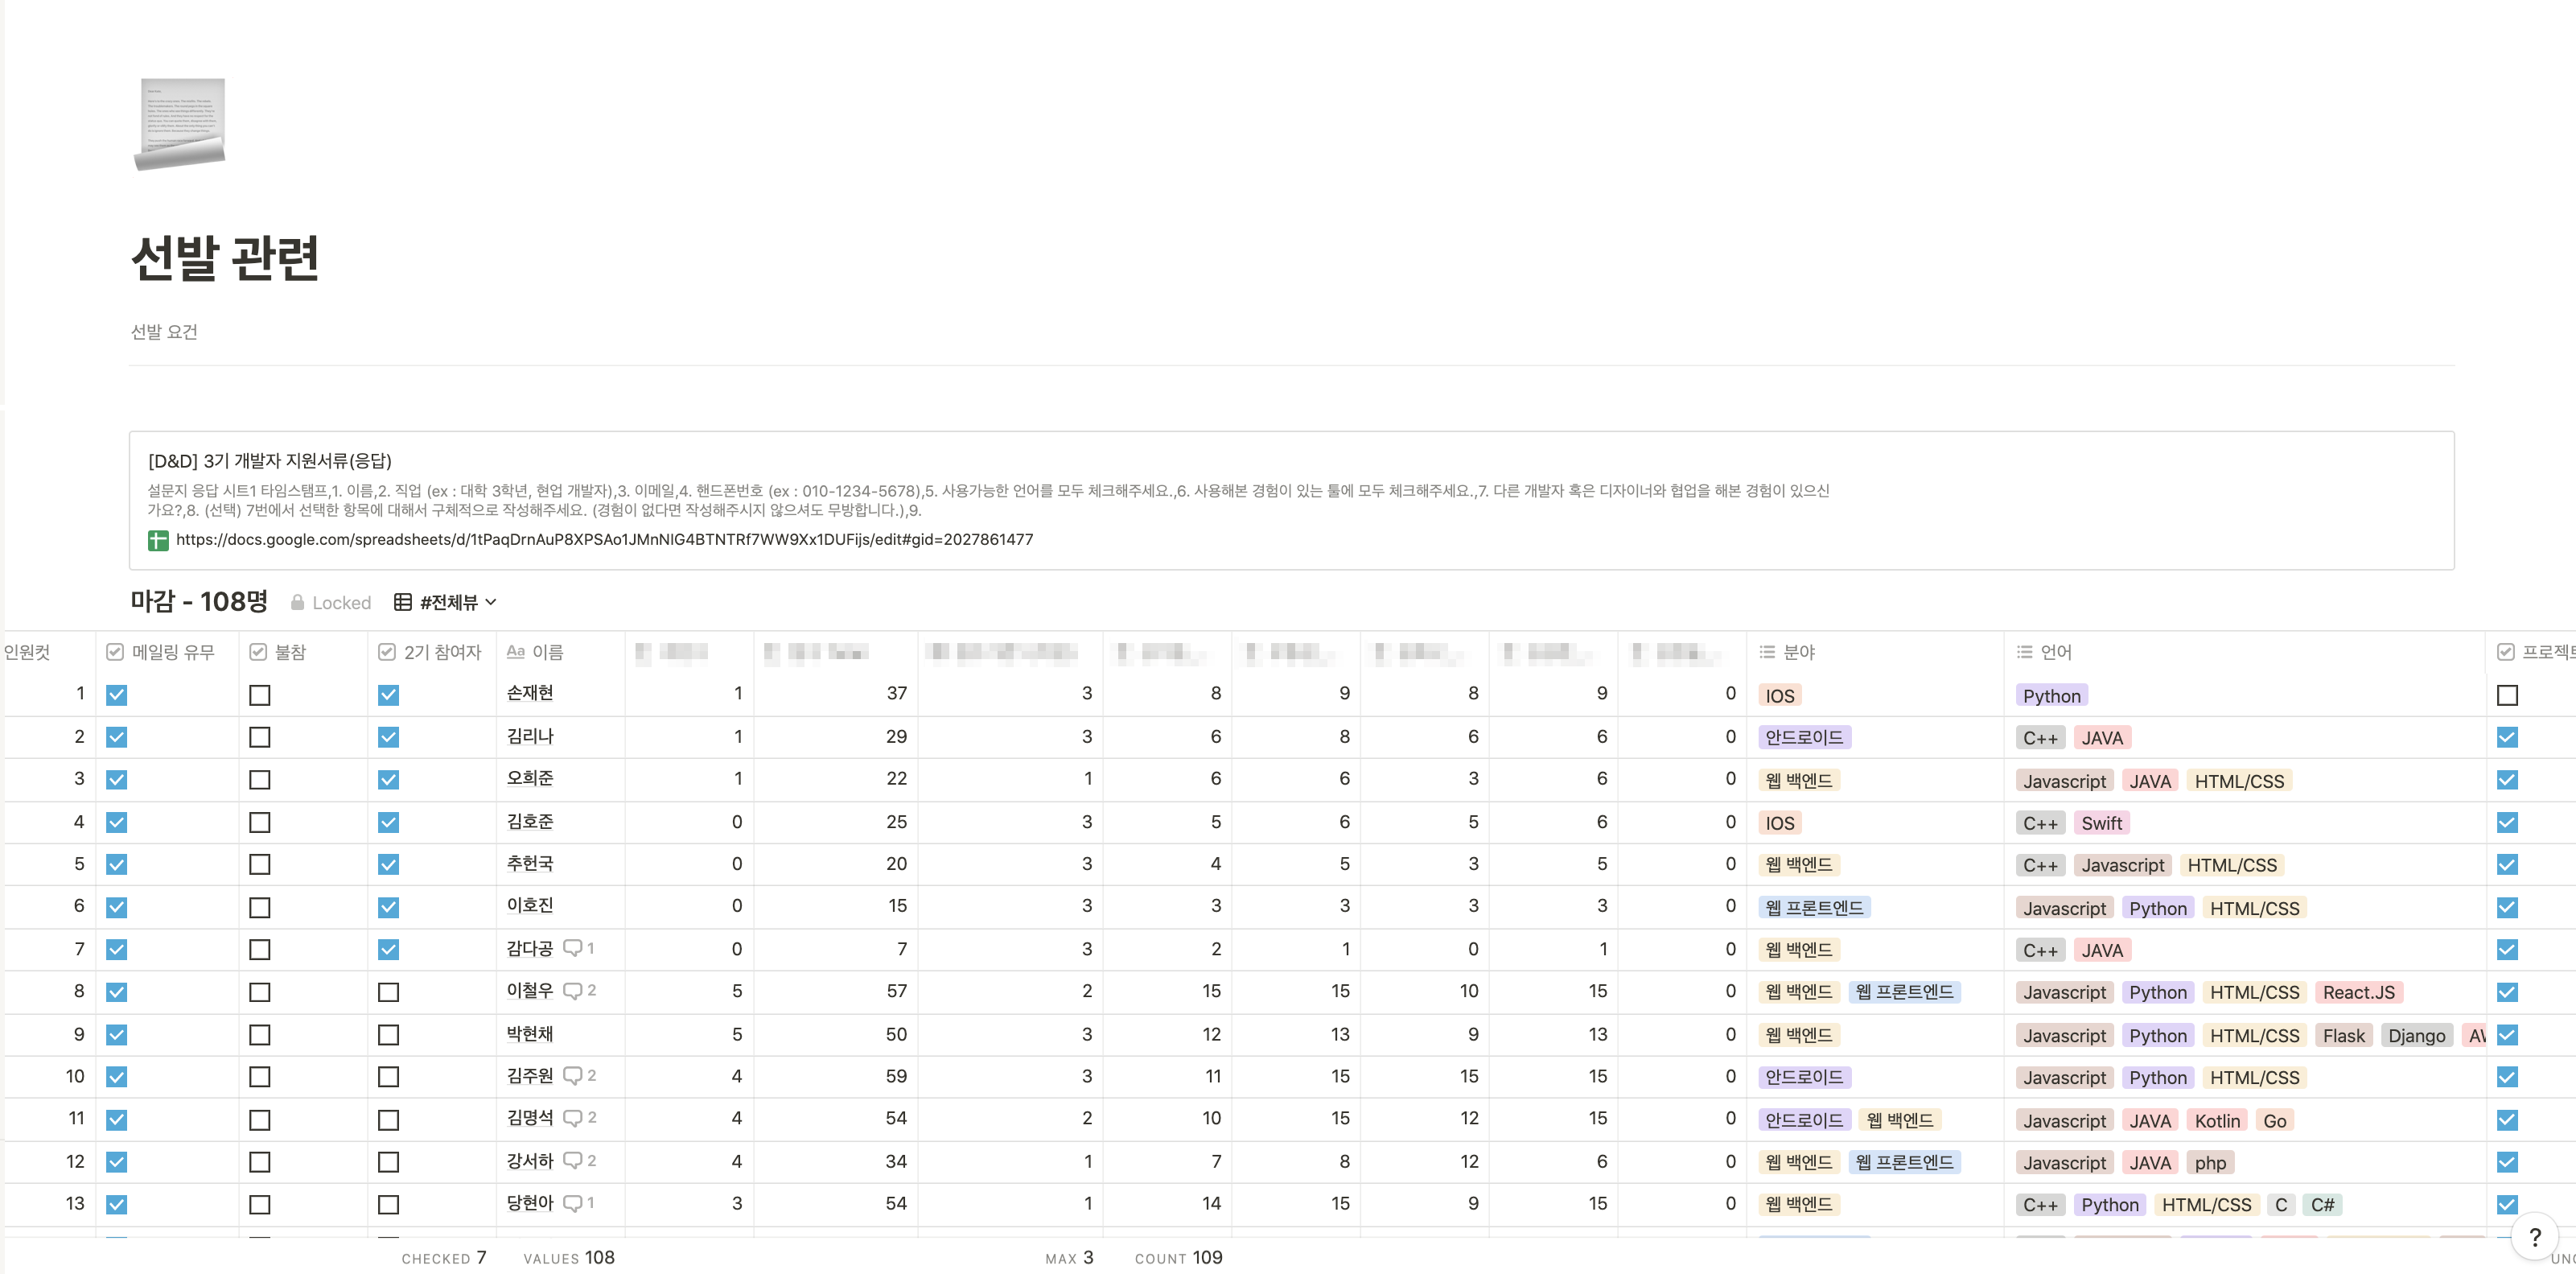 선발 관련
선발 요건
[D&D] 3기 개발자 지원서류(응답)
설문지 응답 시트1 타임스탬프,1. 이름,2. 직업 (ex : 대학 3학년, 현업 개발자),3. 이메일,4. 핸드폰번호 (ex : 010-1234-5678),5. 사용가능한 언어를 모두 체크해주세요.,6. 사용해본 경험이 있는 툴에 모두 체크해주세요.,7. 다른 개발자 혹은 디자이너와 협업을 해본 경험이 있으신
가요?,8. (선택) 7번에서 선택한 항목에 대해서 구체적으로 작성해주세요. (경험이 없다면 작성해주시지 않으셔도 무방합니다.),9.
https://docs.google.com/spreadsheets/d/1tPaqDrnAuP8XPSAo1JMnNIG4BTNTRf7WW9Xx1DUFijs/edit#gid=2027861477
마감 - 108명 Locked #전체뷰
인원컷 메일링 유무 불참 2기 참여자 Aa 이름 분야 언어 프로젝트
1 손재현 1 37 3 8 9 8 9 0 IOS Python
2 김리나 1 29 3 6 8 6 6 0 안드로이드 C++ JAVA
3 오희준 1 22 1 6 6 3 6 0 웹 백엔드 Javascript JAVA HTML/CSS
4 김호준 0 25 3 5 6 5 6 0 IOS C++ Swift
5 추헌국 0 20 3 4 5 3 5 0 웹 백엔드 C++ Javascript HTML/CSS
6 이호진 0 15 3 3 3 3 3 0 웹 프론트엔드 Javascript Python HTML/CSS
7 감다공 1 0 7 3 2 1 0 1 0 웹 백엔드 C++ JAVA
8 이철우 2 5 57 2 15 15 10 15 0 웹 백엔드 웹 프론트엔드 Javascript Python HTML/CSS React.JS
9 박현채 5 50 3 12 13 9 13 0 웹 백엔드 Javascript Python HTML/CSS Flask Django
10 김주원 2 4 59 3 11 15 15 15 0 안드로이드 Javascript Python HTML/CSS
11 김명석 2 4 54 2 10 15 12 15 0 안드로이드 웹 백엔드 Javascript JAVA Kotlin Go
12 강서하 2 4 34 1 7 8 12 6 0 웹 백엔드 웹 프론트엔드 Javascript JAVA php
13 당현아 1 3 54 1 14 15 9 15 0 웹 백엔드 C++ Python HTML/CSS C C#
CHECKED 7 VALUES 108 MAX 3 COUNT 109
?